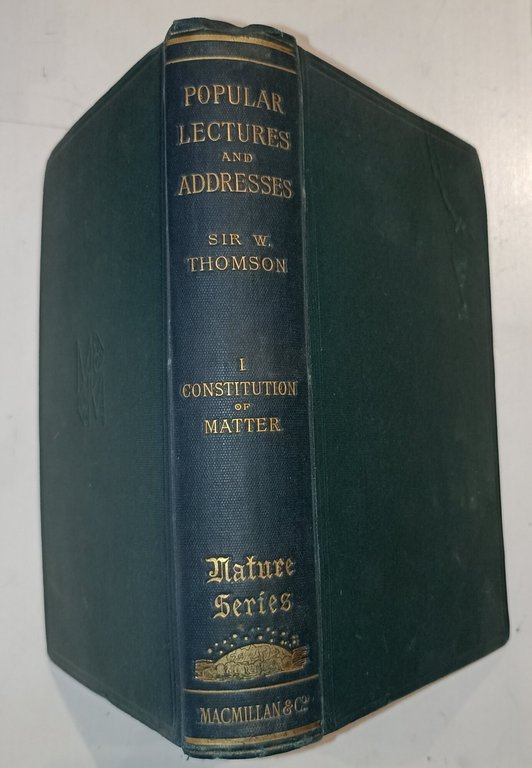 POPULAR
LECTURES
AND
ADDRESSES
SIR W.
THOMSON
I
CONSTITUTION
OF
MATTER
Nature
Series
MACMILLAN & Co.